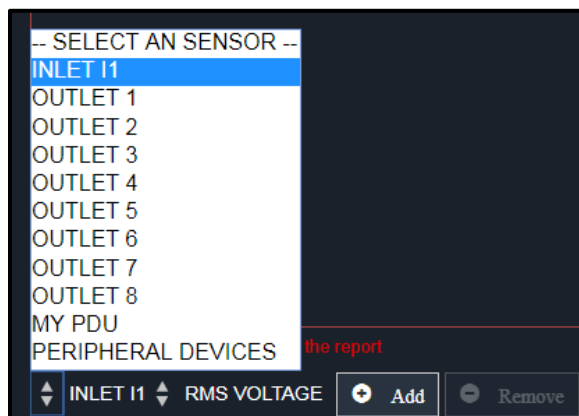 -- SELECT AN SENSOR --
INLET I1
OUTLET 1
OUTLET 2
OUTLET 3
OUTLET 4
OUTLET 5
OUTLET 6
OUTLET 7
OUTLET 8
MY PDU
PERIPHERAL DEVICES the report
INLET I1 RMS VOLTAGE Add Remove